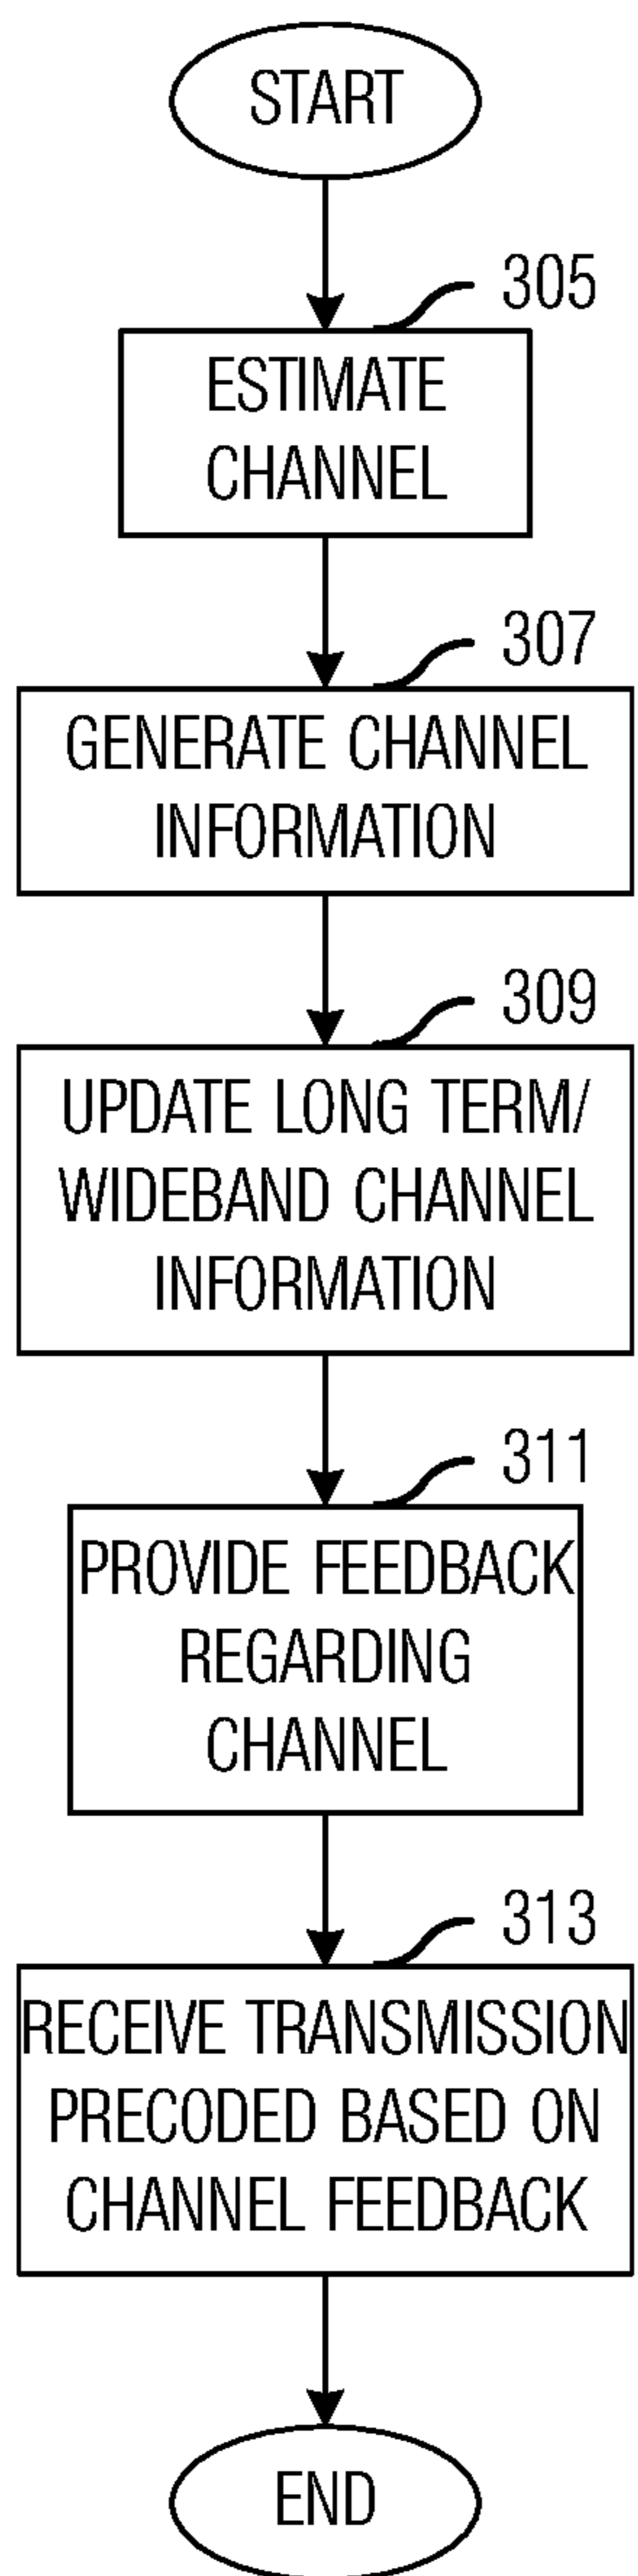 START
305
ESTIMATE
CHANNEL
307
GENERATE CHANNEL
INFORMATION
309
UPDATE LONG TERM/
WIDEBAND CHANNEL
INFORMATION
311
PROVIDE FEEDBACK
REGARDING
CHANNEL
313
RECEIVE TRANSMISSION
PRECODED BASED ON
CHANNEL FEEDBACK
END